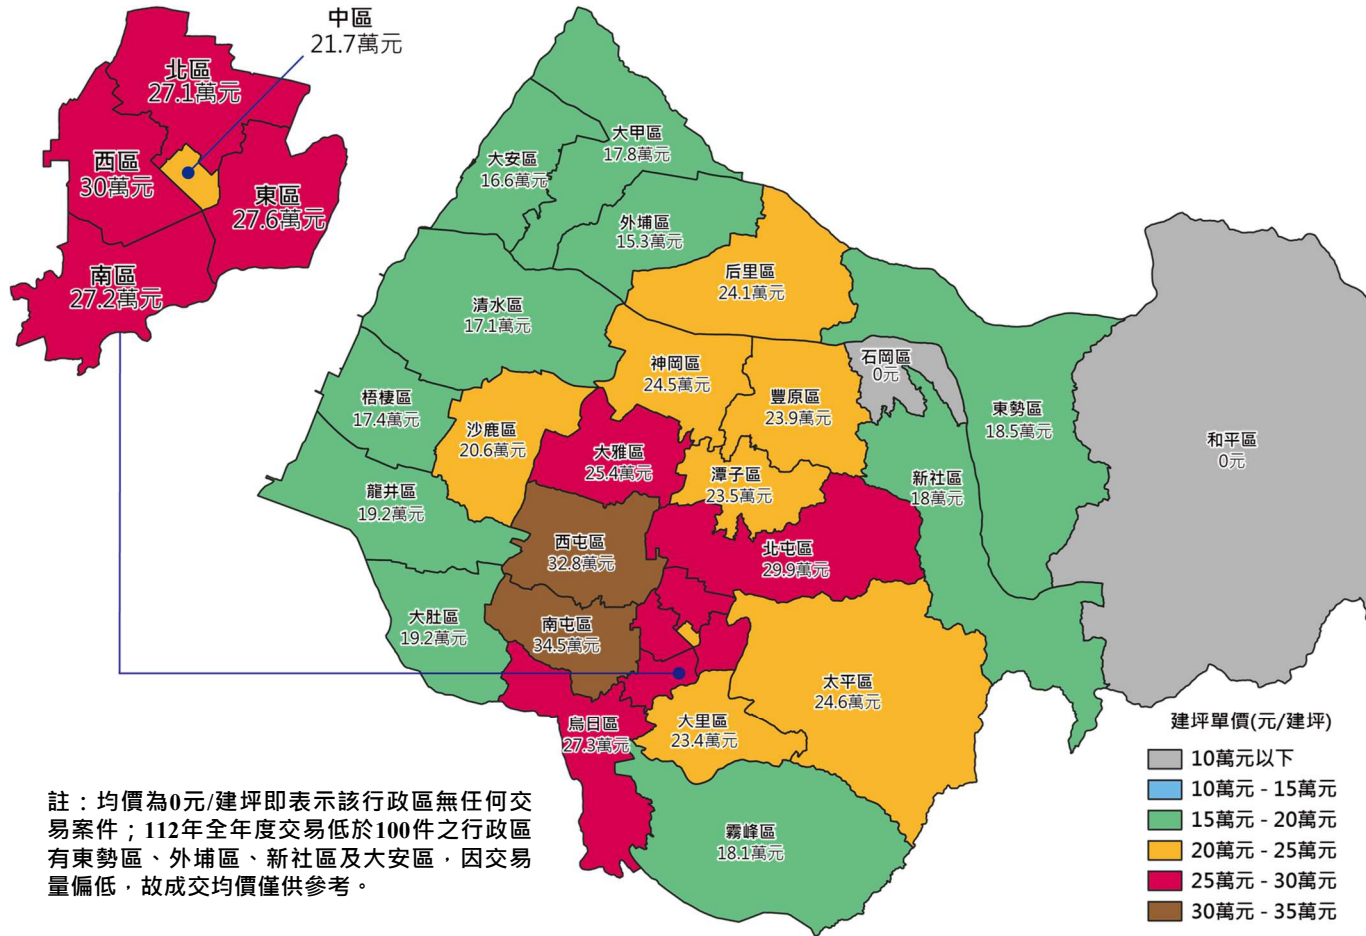 中區
21.7萬元
北區
27.1萬元
西區
30萬元
東區
27.6萬元
南區
27.2萬元
大甲區
17.8萬元
大安區
16.6萬元
外埔區
15.3萬元
后里區
24.1萬元
清水區
17.1萬元
神岡區
24.5萬元
石岡區
0元
豐原區
23.9萬元
梧棲區
17.4萬元
沙鹿區
20.6萬元
東勢區
18.5萬元
和平區
0元
大雅區
25.4萬元
潭子區
23.5萬元
新社區
18萬元
龍井區
19.2萬元
西屯區
32.8萬元
北屯區
29.9萬元
大肚區
19.2萬元
南屯區
34.5萬元
太平區
24.6萬元
烏日區
27.3萬元
大里區
23.4萬元
霧峰區
18.1萬元
建坪單價(元/建坪)
10萬元以下
10萬元 - 15萬元
15萬元 - 20萬元
20萬元 - 25萬元
25萬元 - 30萬元
30萬元 - 35萬元
註：均價為0元/建坪即表示該行政區無任何交
易案件；112年全年度交易低於100件之行政區
有東勢區、外埔區、新社區及大安區，因交易
量偏低，故成交均價僅供參考。